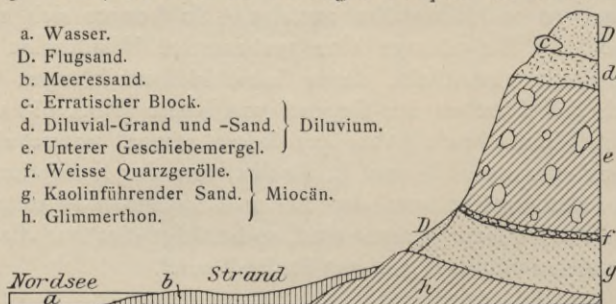 a. Wasser.
D. Flugsand.
b. Meeressand.
c. Erratischer Block.
d. Diluvial-Grand und -Sand.
e. Unterer Geschiebemergel.
Diluvium.
f. Weisse Quarzgerölle.
g. Kaolinführender Sand.
h. Glimmerthon.
Miocän.
D
c
d
e
D
f
g
h
Nordsee
b
Strand
a